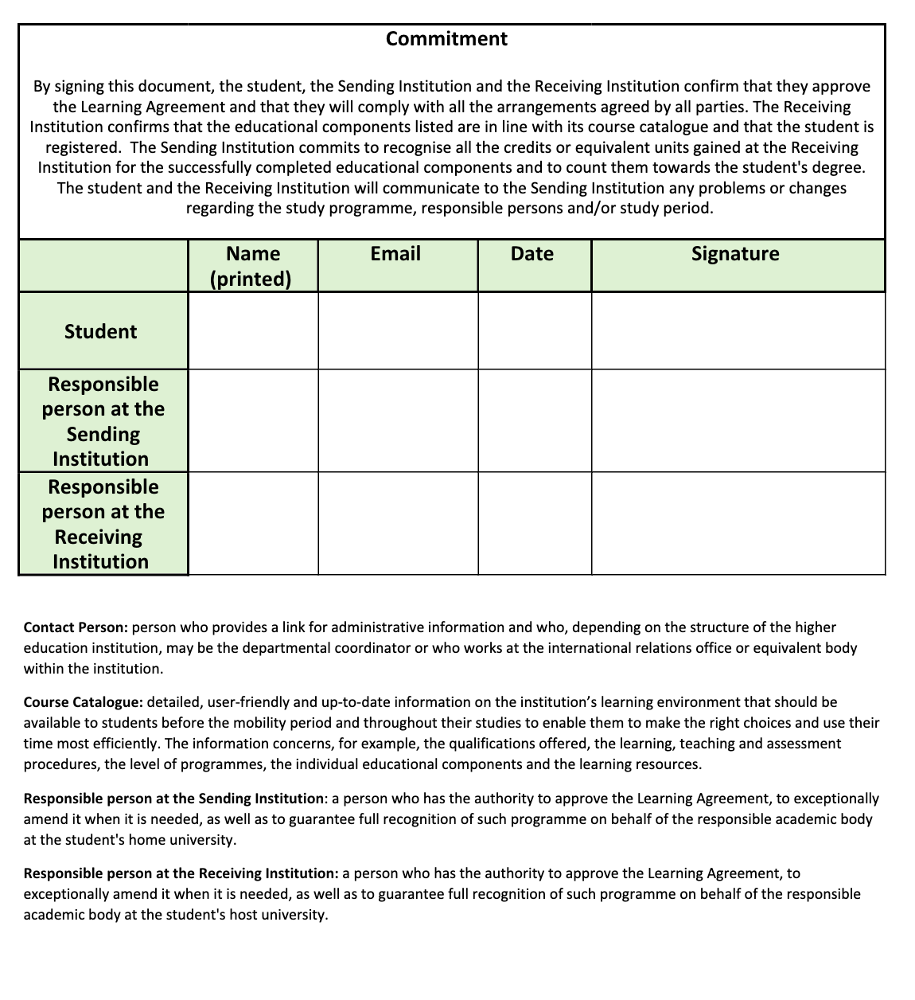 Commitment
By signing this document, the student, the Sending Institution and the Receiving Institution confirm that they approve
the Learning Agreement and that they will comply with all the arrangements agreed by all parties. The Receiving
Institution confirms that the educational components listed are in line with its course catalogue and that the student is
registered.  The Sending Institution commits to recognise all the credits or equivalent units gained at the Receiving
Institution for the successfully completed educational components and to count them towards the student's degree.
The student and the Receiving Institution will communicate to the Sending Institution any problems or changes
regarding the study programme, responsible persons and/or study period.
Name
(printed)
Email
Date
Signature
Student
Responsible
person at the
Sending
Institution
Responsible
person at the
Receiving
Institution
Contact Person: person who provides a link for administrative information and who, depending on the structure of the higher
education institution, may be the departmental coordinator or who works at the international relations office or equivalent body
within the institution.
Course Catalogue: detailed, user-friendly and up-to-date information on the institution’s learning environment that should be
available to students before the mobility period and throughout their studies to enable them to make the right choices and use their
time most efficiently. The information concerns, for example, the qualifications offered, the learning, teaching and assessment
procedures, the level of programmes, the individual educational components and the learning resources.
Responsible person at the Sending Institution: a person who has the authority to approve the Learning Agreement, to exceptionally
amend it when it is needed, as well as to guarantee full recognition of such programme on behalf of the responsible academic body
at the student's home university.
Responsible person at the Receiving Institution: a person who has the authority to approve the Learning Agreement, to
exceptionally amend it when it is needed, as well as to guarantee full recognition of such programme on behalf of the responsible
academic body at the student's host university.